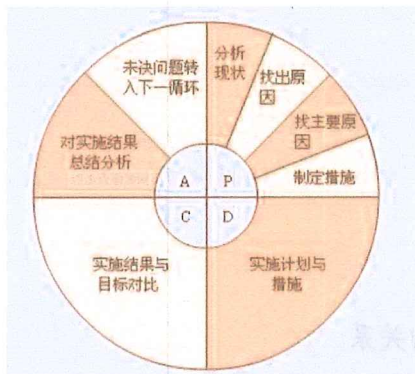 分析
现状
找出原
因
找主要原
因
制定措施
实施计划与
措施
实施结果与
目标对比
对实施结果
总结分析
未决问题转
入下一循环
A
P
C
D